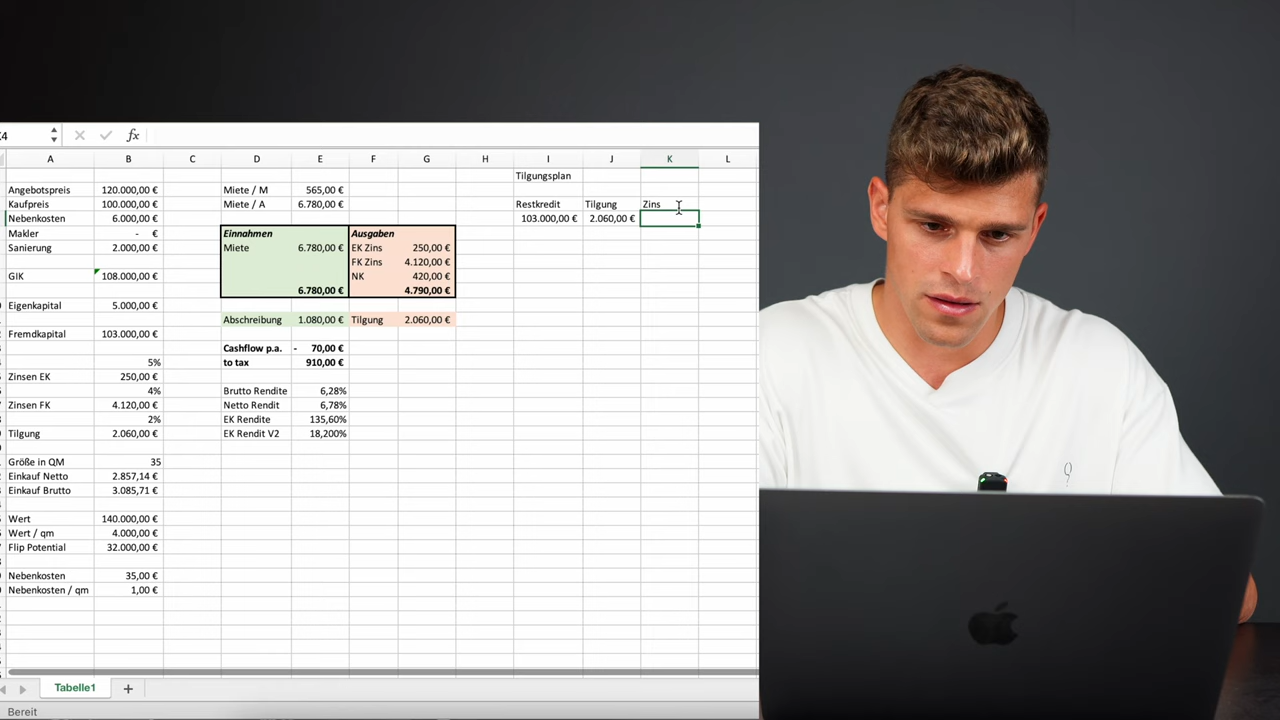 fx
A B C D E F G H I J K L
Tilgungsplan
Angebotspreis 120.000,00 € Miete / M 565,00 €
Kaufpreis 100.000,00 € Miete / A 6.780,00 € Restkredit Tilgung Zins
Nebenkosten 6.000,00 € 103.000,00 € 2.060,00 €
Makler - € Einnahmen Ausgaben
Sanierung 2.000,00 € Miete 6.780,00 € EK Zins 250,00 €
FK Zins 4.120,00 €
GIK 108.000,00 € NK 420,00 €
6.780,00 € 4.790,00 €
Eigenkapital 5.000,00 €
Abschreibung 1.080,00 € Tilgung 2.060,00 €
Fremdkapital 103.000,00 €
Cashflow p.a. - 70,00 €
5% to tax 910,00 €
Zinsen EK 250,00 €
4% Brutto Rendite 6,28%
Zinsen FK 4.120,00 € Netto Rendit 6,78%
2% EK Rendite 135,60%
Tilgung 2.060,00 € EK Rendit V2 18,200%
Größe in QM 35
Einkauf Netto 2.857,14 €
Einkauf Brutto 3.085,71 €
Wert 140.000,00 €
Wert / qm 4.000,00 €
Flip Potential 32.000,00 €
Nebenkosten 35,00 €
Nebenkosten / qm 1,00 €
Tabelle1 +
Bereit